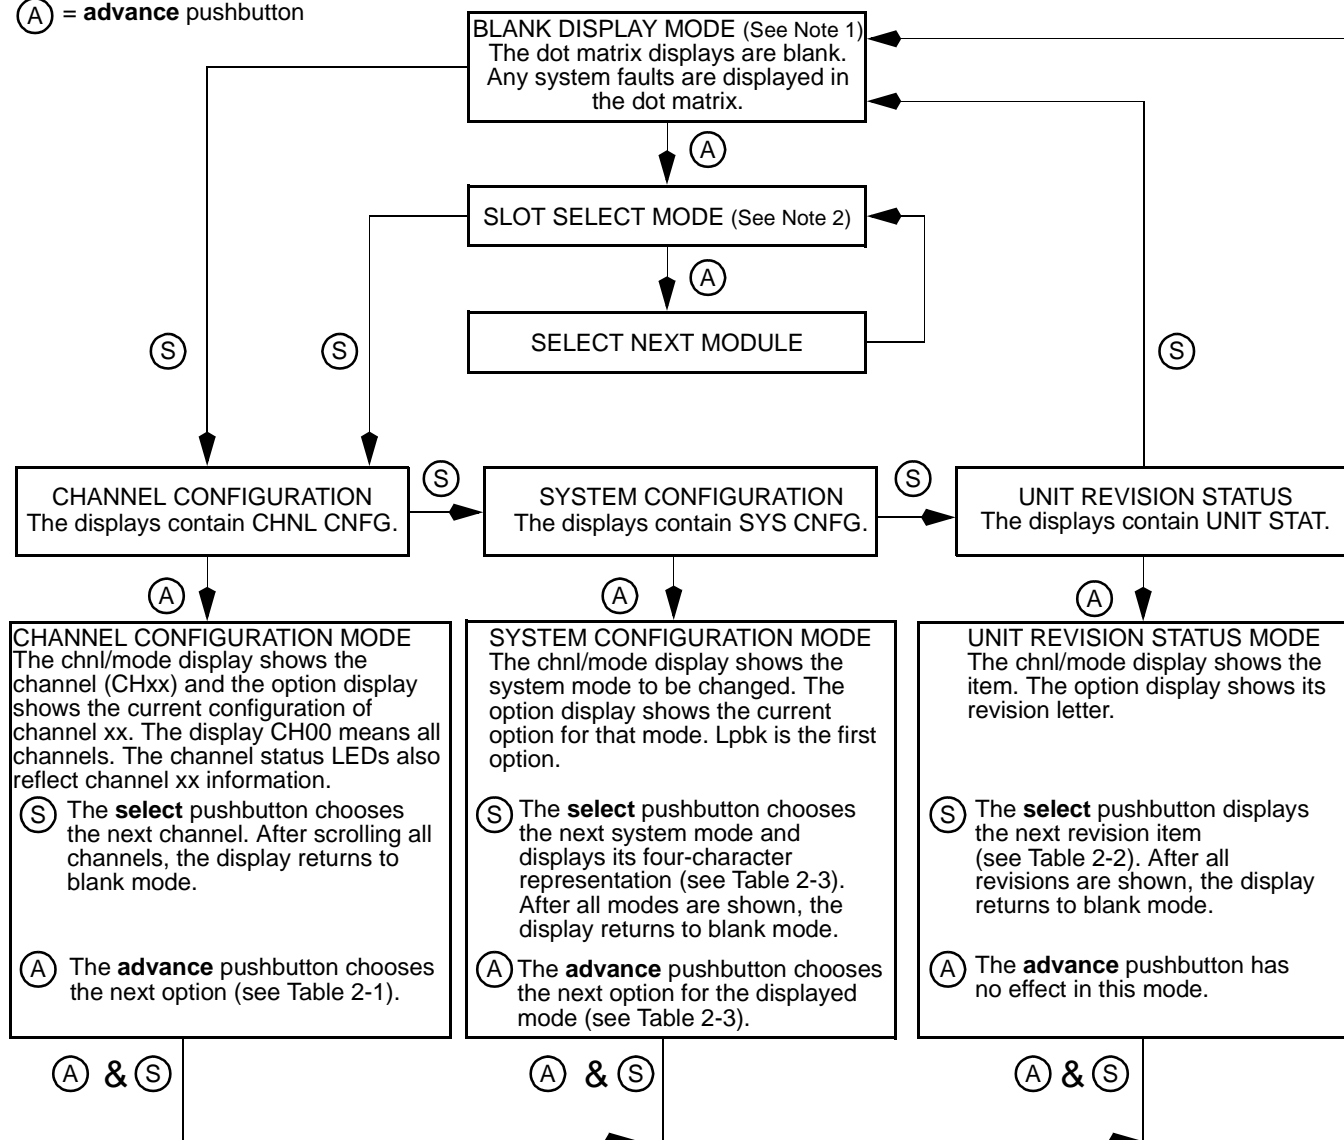 A = advance pushbutton
BLANK DISPLAY MODE (See Note 1)
The dot matrix displays are blank.
Any system faults are displayed in
the dot matrix.
A
SLOT SELECT MODE (See Note 2)
A
SELECT NEXT MODULE
S
S
S
CHANNEL CONFIGURATION
The displays contain CHNL CNFG.
S
SYSTEM CONFIGURATION
The displays contain SYS CNFG.
S
UNIT REVISION STATUS
The displays contain UNIT STAT.
A
A
A
CHANNEL CONFIGURATION MODE
The chnl/mode display shows the
channel (CHxx) and the option display
shows the current configuration of
channel xx. The display CH00 means all
channels. The channel status LEDs also
reflect channel xx information.
S The select pushbutton chooses
the next channel. After scrolling all
channels, the display returns to
blank mode.
A The advance pushbutton chooses
the next option (see Table 2-1).
SYSTEM CONFIGURATION MODE
The chnl/mode display shows the
system mode to be changed. The
option display shows the current
option for that mode. Lpbk is the first
option.
S The select pushbutton chooses
the next system mode and
displays its four-character
representation (see Table 2-3).
After all modes are shown, the
display returns to blank mode.
A The advance pushbutton chooses
the next option for the displayed
mode (see Table 2-3).
UNIT REVISION STATUS MODE
The chnl/mode display shows the
item. The option display shows its
revision letter.
S The select pushbutton displays
the next revision item
(see Table 2-2). After all
revisions are shown, the display
returns to blank mode.
A The advance pushbutton has
no effect in this mode.
A & S
A & S
A & S